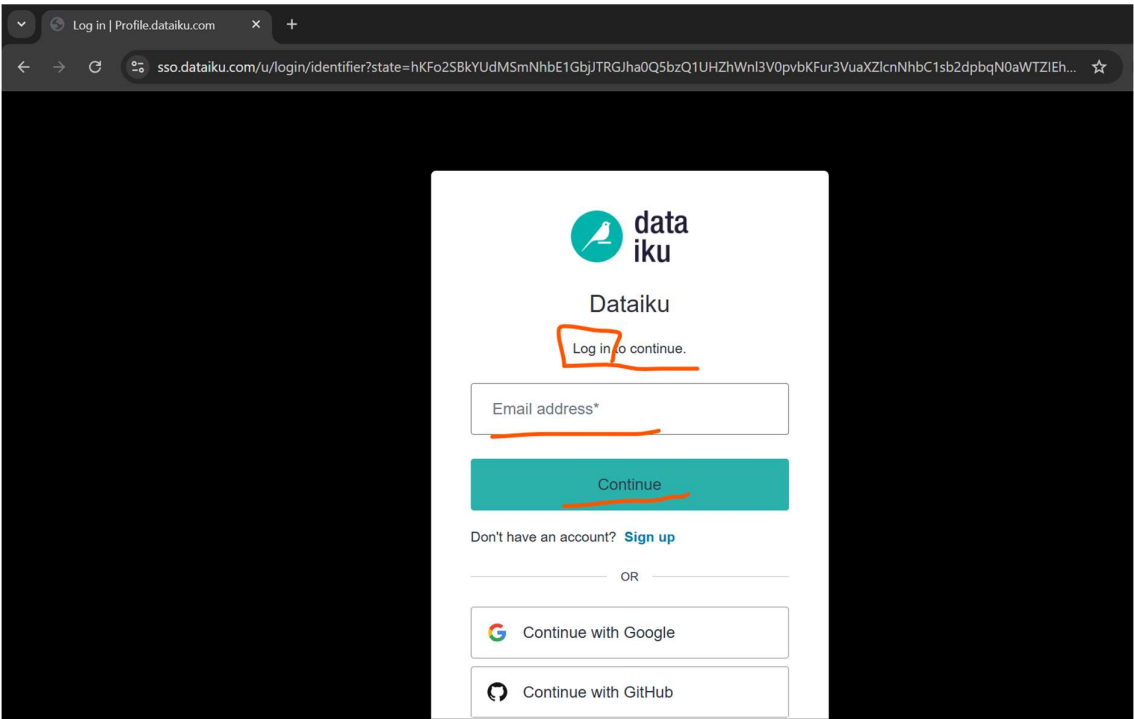 Log in | Profile.dataiku.com
sso.dataiku.com/u/login/identifier?state=hKFo2SBkYUdMSmNhbE1GbjJTRGJha0Q5bzQ1UHZhWnl3V0pvbKFur3VuaXZlcnNhbC1sb2dpbqN0aWTZIEh...
data
iku
Dataiku
Log in to continue.
Email address*
Continue
Don't have an account? Sign up
OR
Continue with Google
Continue with GitHub